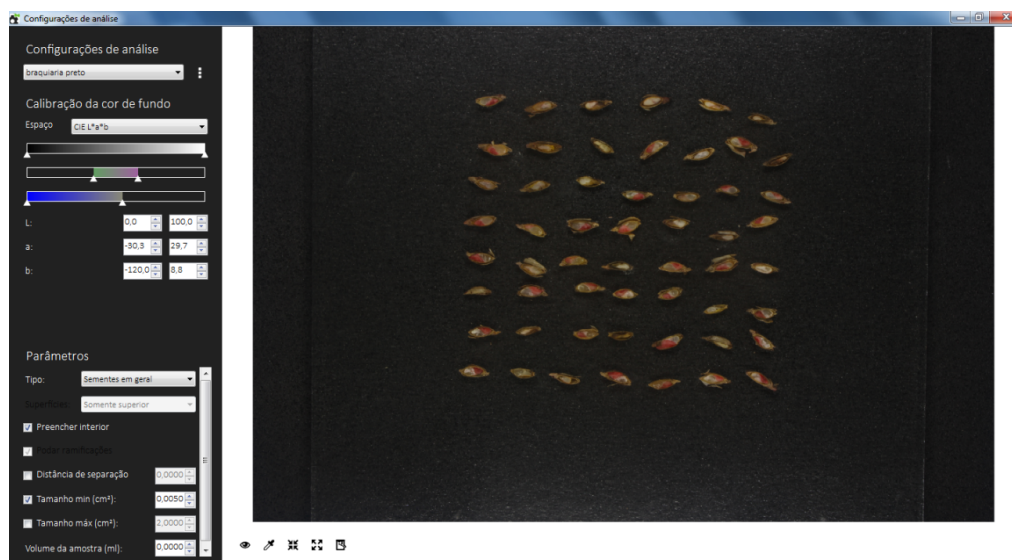 Configurações de análise
Configurações de análise
braquiaria preto
Calibração da cor de fundo
Espaço CIE L*a*b
L: 0,0 100,0
a: -30,3 29,7
b: -120,0 8,8
Parâmetros
Tipo: Sementes em geral
Superfícies: Somente superior
Preencher interior
Podar ramificações
Distância de separação 0,0000
Tamanho min (cm²): 0,0050
Tamanho máx (cm²): 2,0000
Volume da amostra (ml): 0,0000